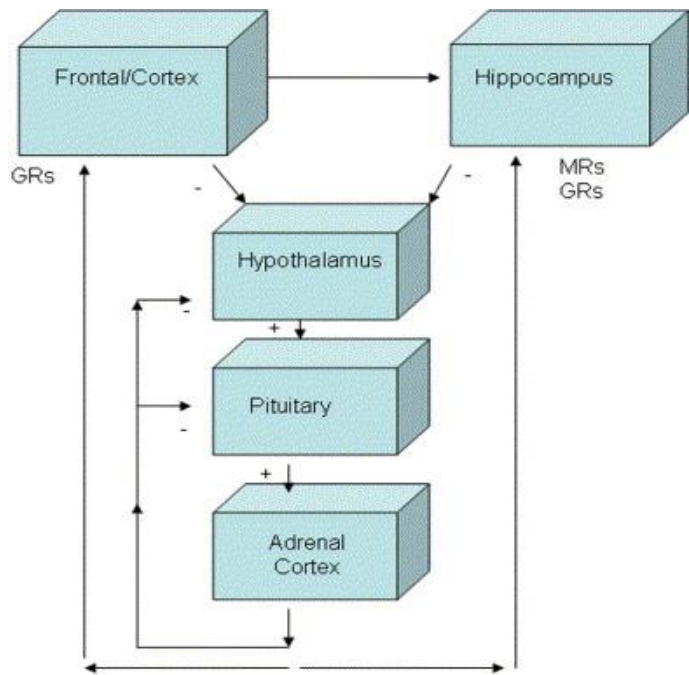 Frontal/Cortex
Hippocampus
GRs
MRs
GRs
-
-
Hypothalamus
-
+
Pituitary
-
+
Adrenal
Cortex